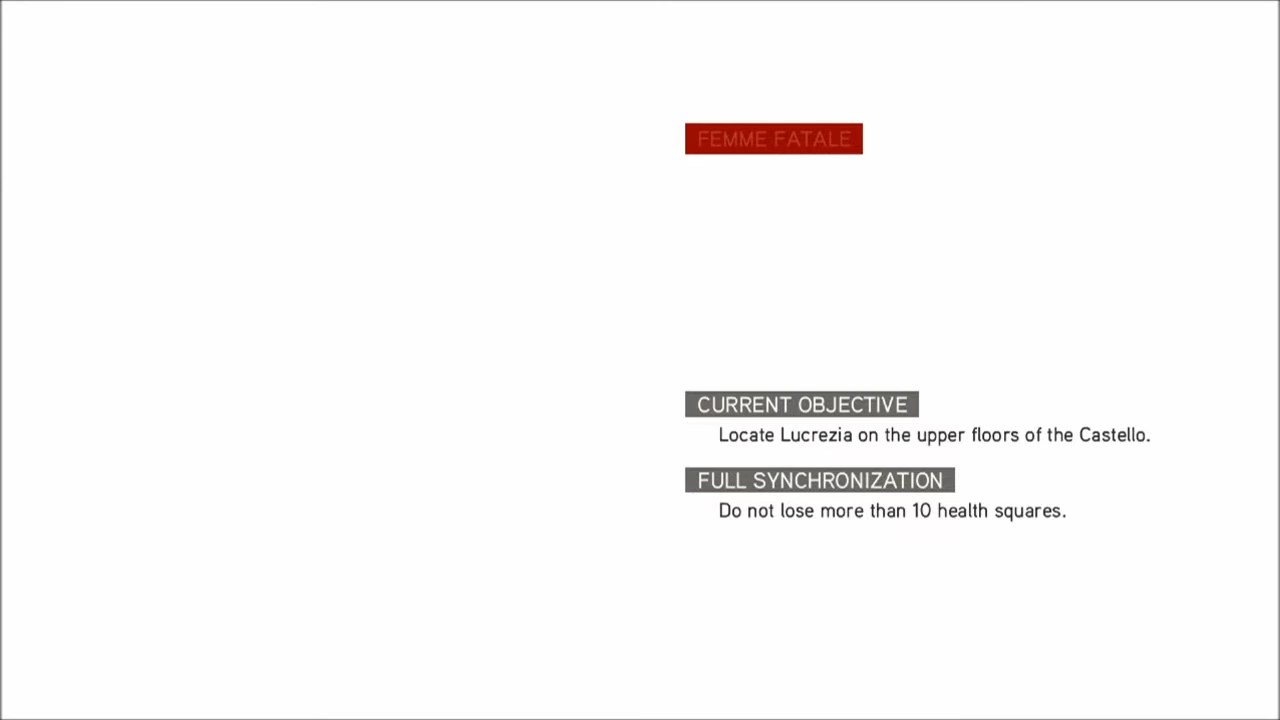 FEMME FATALE
CURRENT OBJECTIVE
Locate Lucrezia on the upper floors of the Castello.
FULL SYNCHRONIZATION
Do not lose more than 10 health squares.